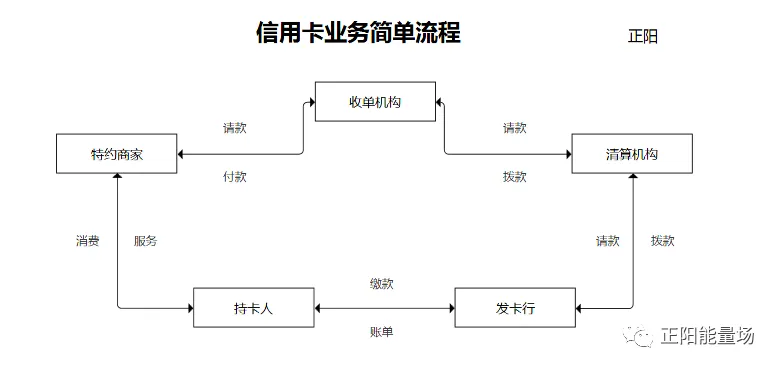 信用卡业务简单流程
正阳
收单机构
请款
请款
特约商家
清算机构
付款
拨款
消费
服务
请款
拨款
缴款
持卡人
发卡行
账单
正阳能量场